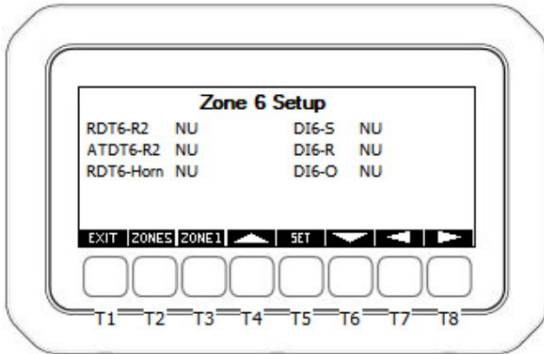 Zone 6 Setup
RDT6-R2 NU DI6-S NU
ATDT6-R2 NU DI6-R NU
RDT6-Horn NU DI6-O NU
EXIT ZONE5 ZONE1 SET
T1 T2 T3 T4 T5 T6 T7 T8